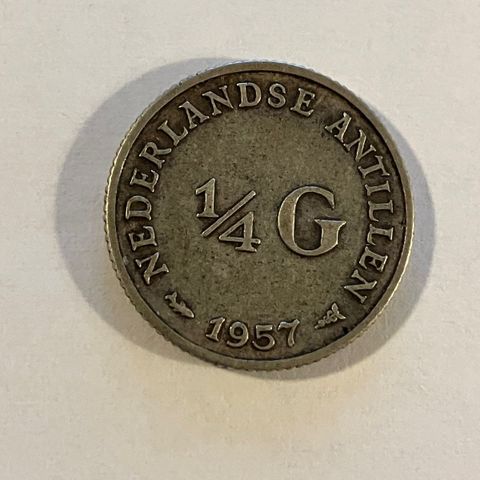 NEDERLANDSE ANTILLEN
1/4 G
1957